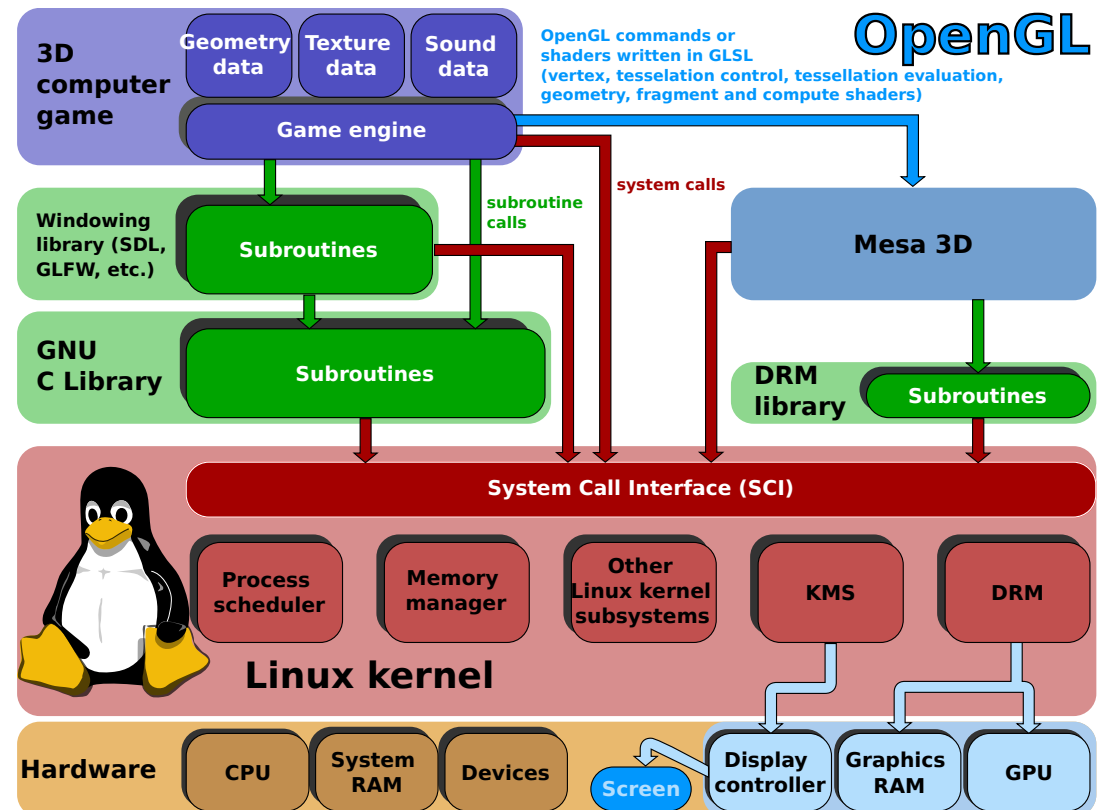 3D
computer
game
Geometry
data
Texture
data
Sound
data
Game engine
OpenGL commands or
shaders written in GLSL
(vertex, tesselation control, tessellation evaluation,
geometry, fragment and compute shaders)
OpenGL
system calls
subroutine
calls
Windowing
library (SDL,
GLFW, etc.)
Subroutines
Mesa 3D
GNU
C Library
Subroutines
DRM
library
Subroutines
System Call Interface (SCI)
Process
scheduler
Memory
manager
Other
Linux kernel
subsystems
KMS
DRM
Linux kernel
Hardware
CPU
System
RAM
Devices
Screen
Display
controller
Graphics
RAM
GPU